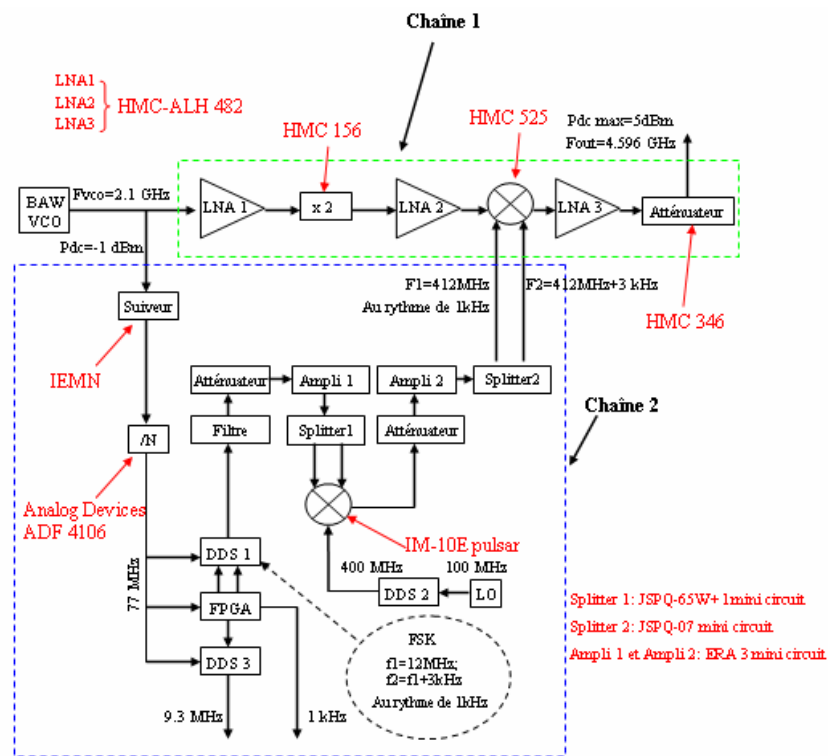 Chaîne 1
LNA1
LNA2
LNA3
HMC-ALH 482
HMC 156
HMC 525
Pdc max=5dBm
Fout=4.596 GHz
BAW
VCO
Fvco=2.1 GHz
LNA 1
x 2
LNA 2
LNA 3
Atténuateur
Pdc=-1 dBm
F1=412MHz
Au rythme de 1kHz
F2=412MHz+3 kHz
HMC 346
Suiveur
IEMN
Atténuateur
Ampli 1
Ampli 2
Splitter2
Chaîne 2
/N
Filtre
Splitter1
Atténuateur
Analog Devices
ADF 4106
IM-10E pulsar
77 MHz
DDS 1
400 MHz
100 MHz
DDS 2
LO
FPGA
DDS 3
FSK
f1=12MHz;
f2=f1+3kHz
Au rythme de 1kHz
9.3 MHz
1 kHz
Splitter 1: JSPQ-65W+ 1mini circuit
Splitter 2: JSPQ-07 mini circuit
Ampli 1 et Ampli 2: ERA 3 mini circuit